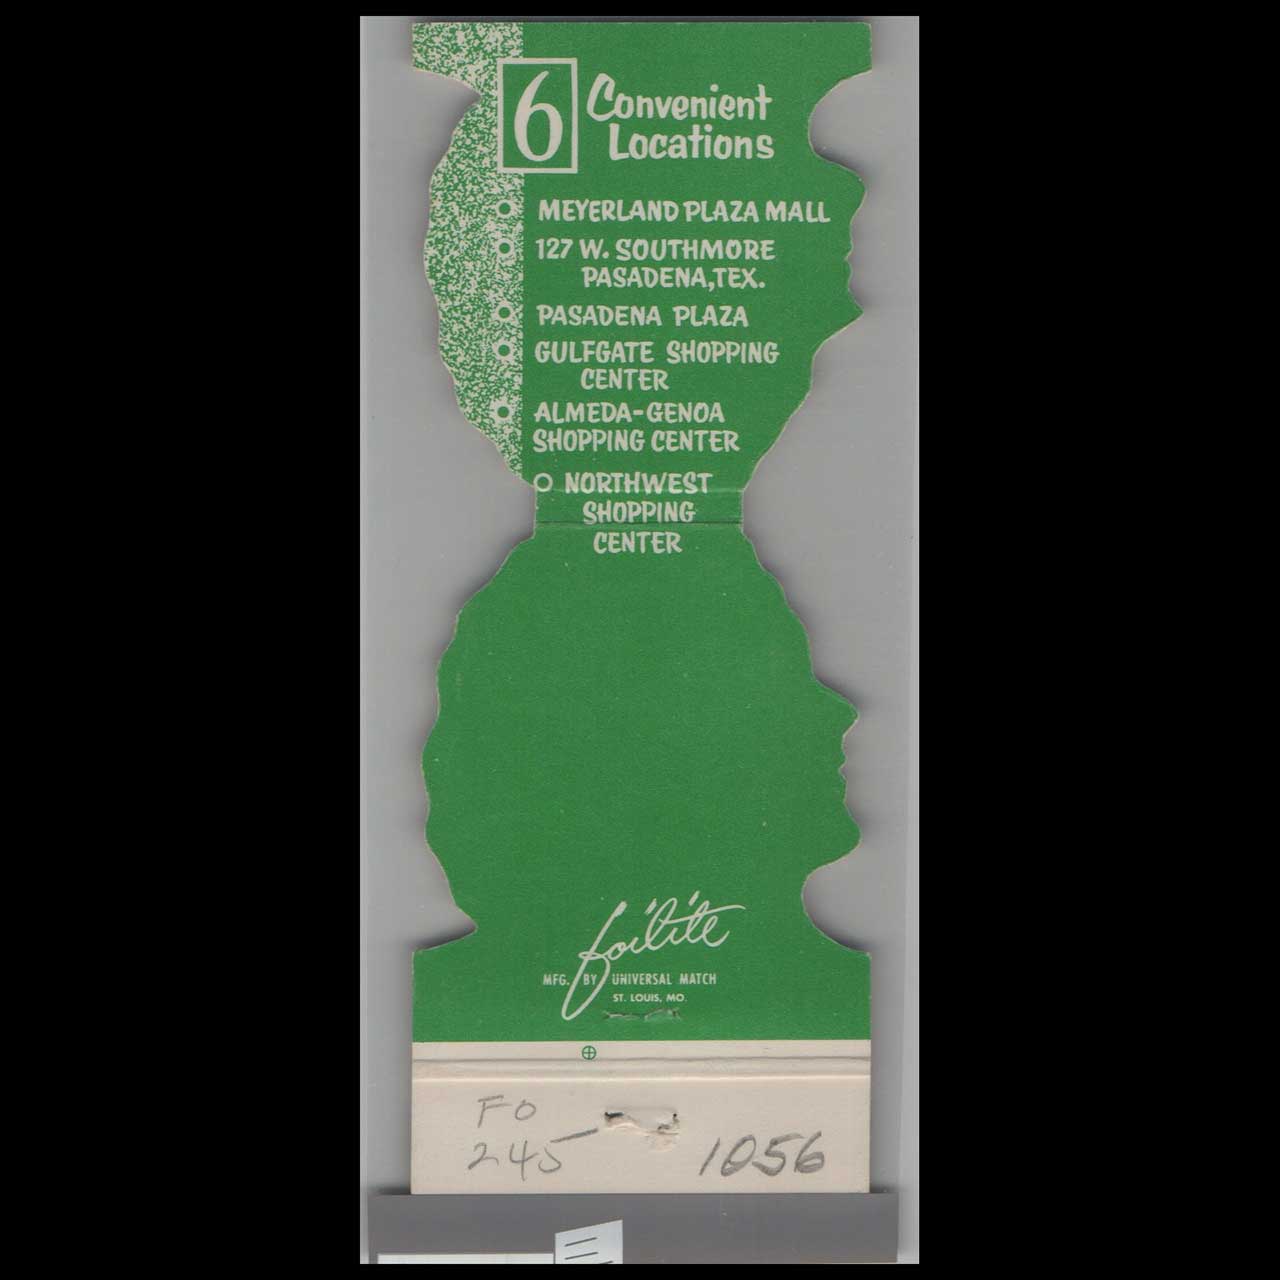 6 Convenient
Locations
MEYERLAND PLAZA MALL
127 W. SOUTHMORE
PASADENA, TEX.
PASADENA PLAZA
GULFGATE SHOPPING
CENTER
ALMEDA-GENOA
SHOPPING CENTER
NORTHWEST
SHOPPING
CENTER
foilite
MFG. BY UNIVERSAL MATCH
ST. LOUIS, MO.
FO
245
1056